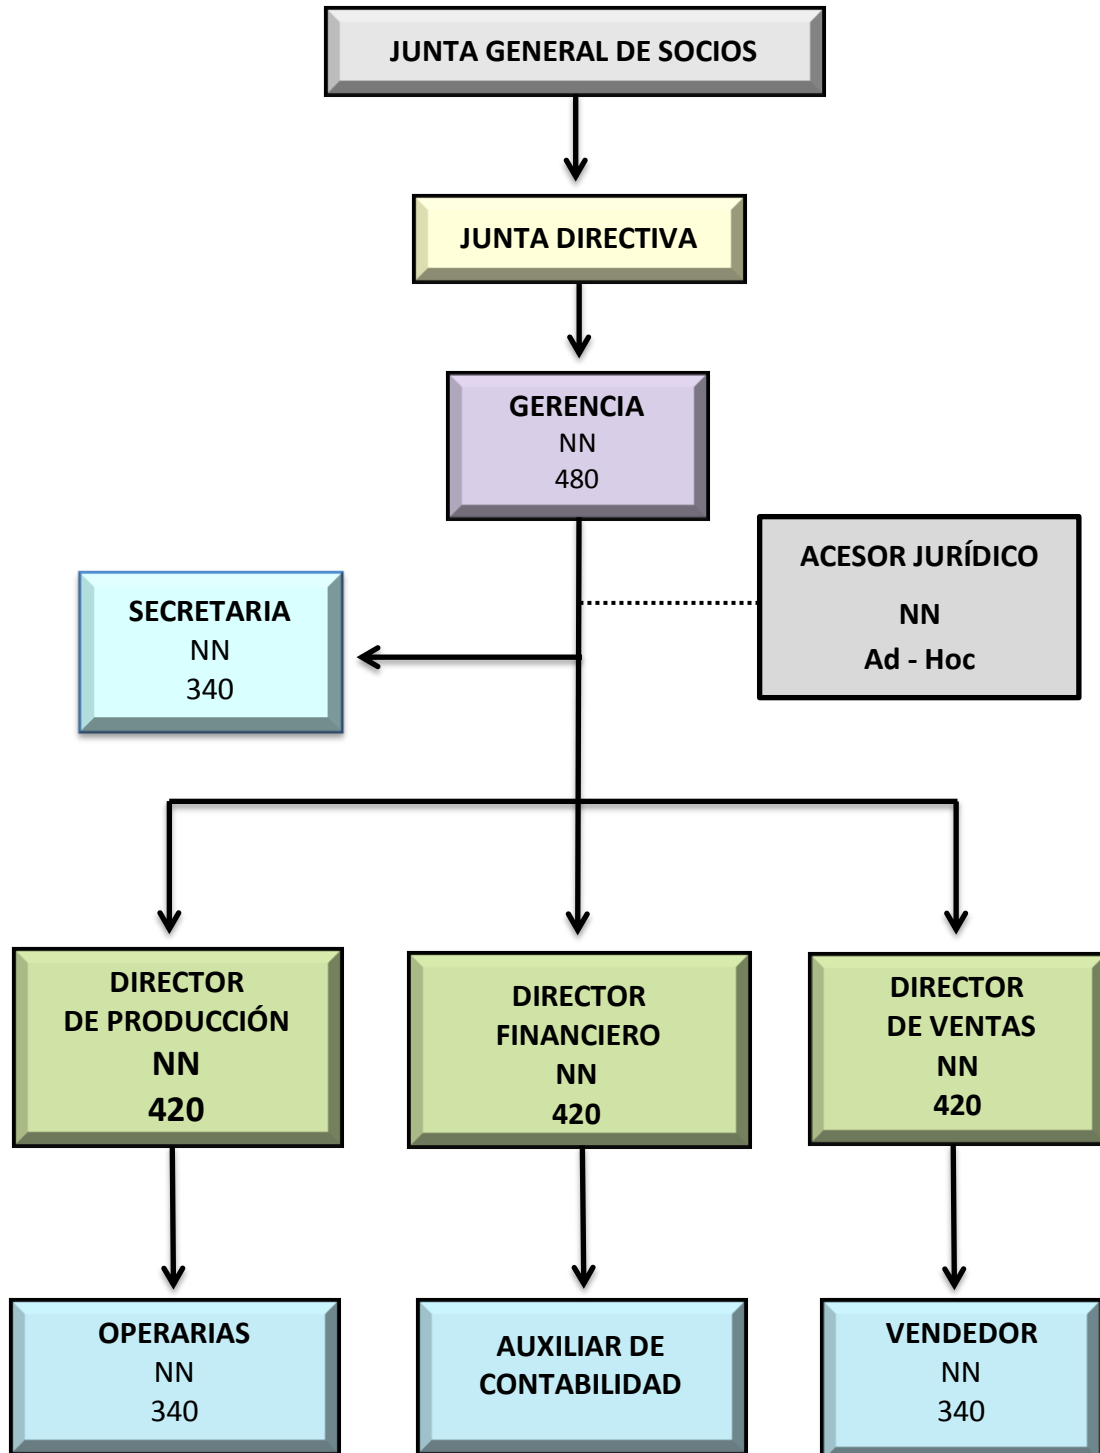 JUNTA GENERAL DE SOCIOS
JUNTA DIRECTIVA
GERENCIA
NN
480
ACESOR JURÍDICO
NN
Ad - Hoc
SECRETARIA
NN
340
DIRECTOR
DE PRODUCCIÓN
NN
420
DIRECTOR
FINANCIERO
NN
420
DIRECTOR
DE VENTAS
NN
420
OPERARIAS
NN
340
AUXILIAR DE
CONTABILIDAD
VENDEDOR
NN
340